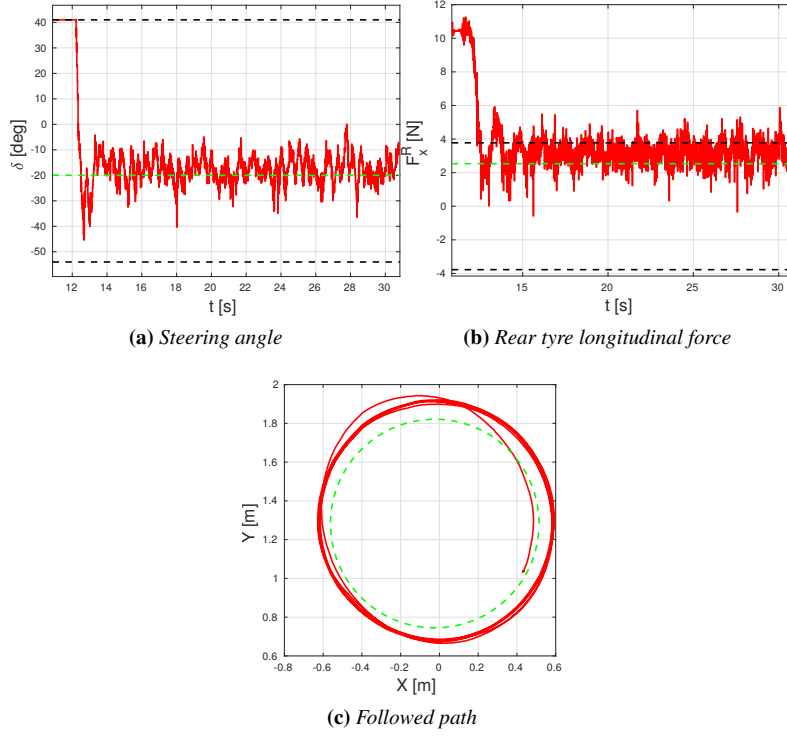 40
30
20
10
0
-10
-20
-30
-40
-50
δ [deg]
12 14 16 18 20 22 24 26 28 30
t [s]
(a) Steering angle
12
10
8
6
4
2
0
-2
-4
F_x^R [N]
15 20 25 30
t [s]
(b) Rear tyre longitudinal force
2
1.8
1.6
1.4
1.2
1
0.8
0.6
Y [m]
-0.8 -0.6 -0.4 -0.2 0 0.2 0.4 0.6
X [m]
(c) Followed path